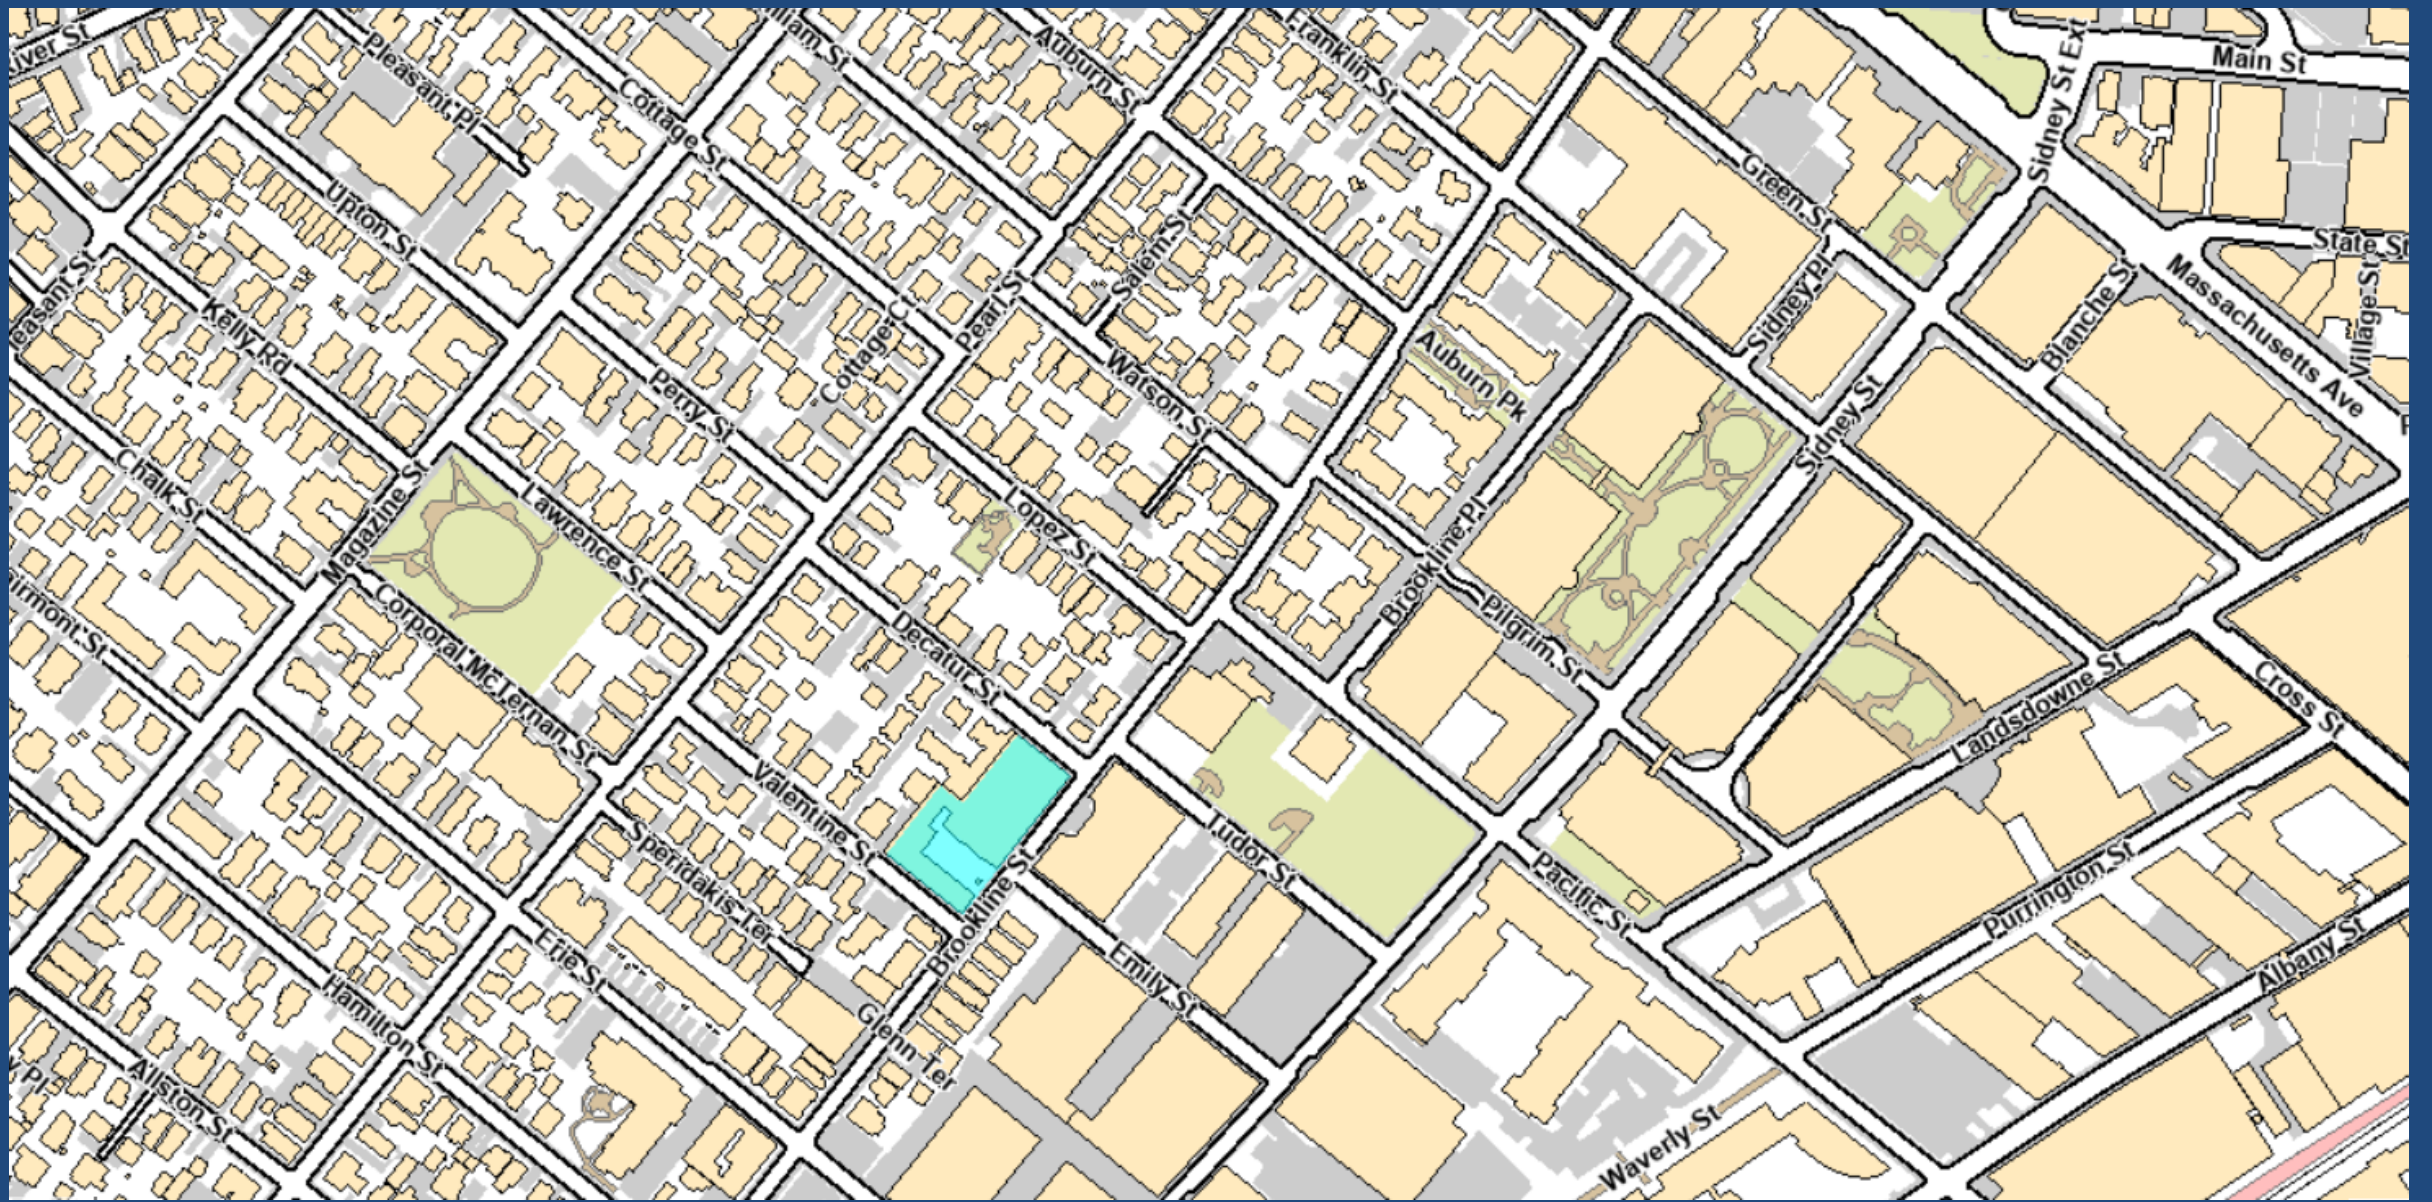 Main St
Sidney St Ext
Franklin St
Auburn St
Pleasant Pl
Cottage St
Green St
Upton St
Salem St
State St
Massachusetts Ave
Village St
Blanche St
Sidney Pl
Pearl St
Cottage Ct
Kelly Rd
Watson St
Auburn Pk
Perry St
Sidney St
Chalk St
Magazine St
Lawrence St
Lopez St
Brookline Pl
Pilgrim St
Corporal McTernan St
Decatur St
Landsdowne St
Cross St
Valentine St
Speridakis Ter
Tudor St
Brookline St
Pacific St
Purrington St
Albany St
Erie St
Emily St
Hamilton St
Glenn Ter
Allston St
Waverly St